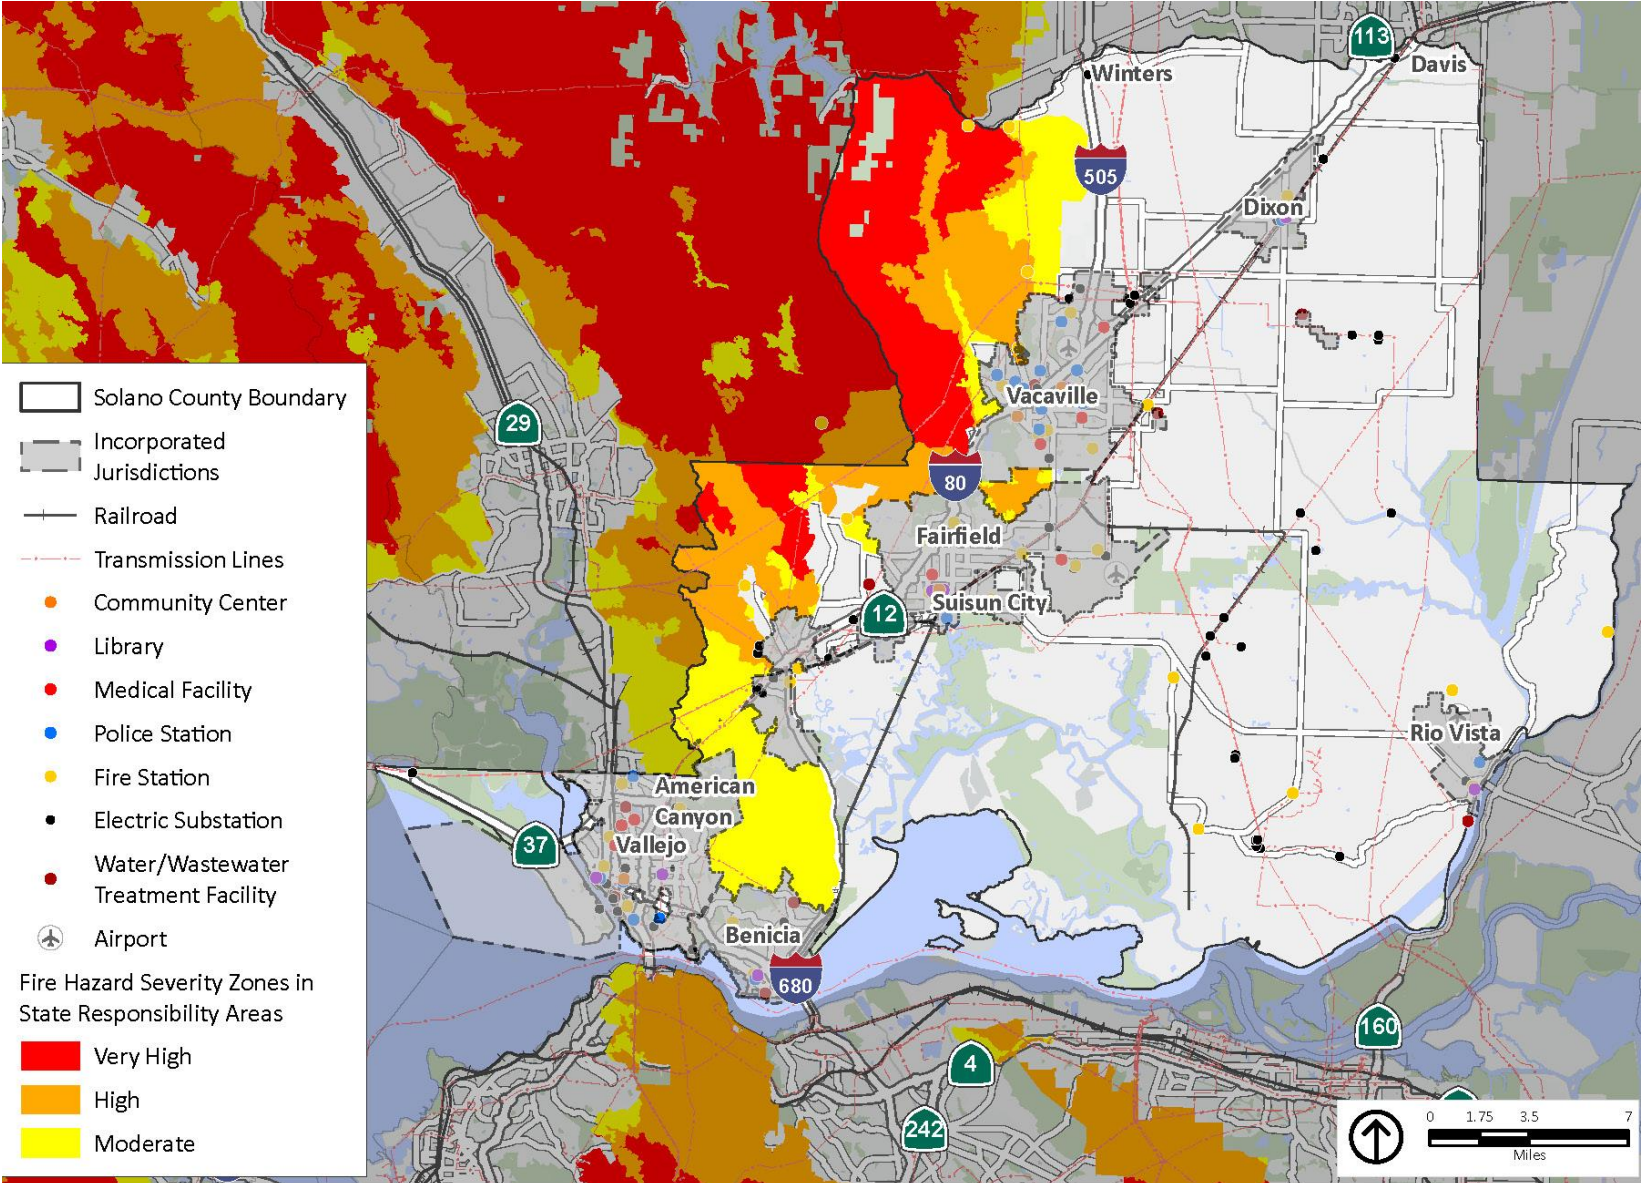 113
Davis
Winters
505
Dixon
Vacaville
29
80
Fairfield
12
Suisun City
Rio Vista
American
Canyon
Vallejo
37
Benicia
680
160
4
242
Solano County Boundary
Incorporated
Jurisdictions
Railroad
Transmission Lines
Community Center
Library
Medical Facility
Police Station
Fire Station
Electric Substation
Water/Wastewater
Treatment Facility
Airport
Fire Hazard Severity Zones in
State Responsibility Areas
Very High
High
Moderate
0 1.75 3.5 7
Miles